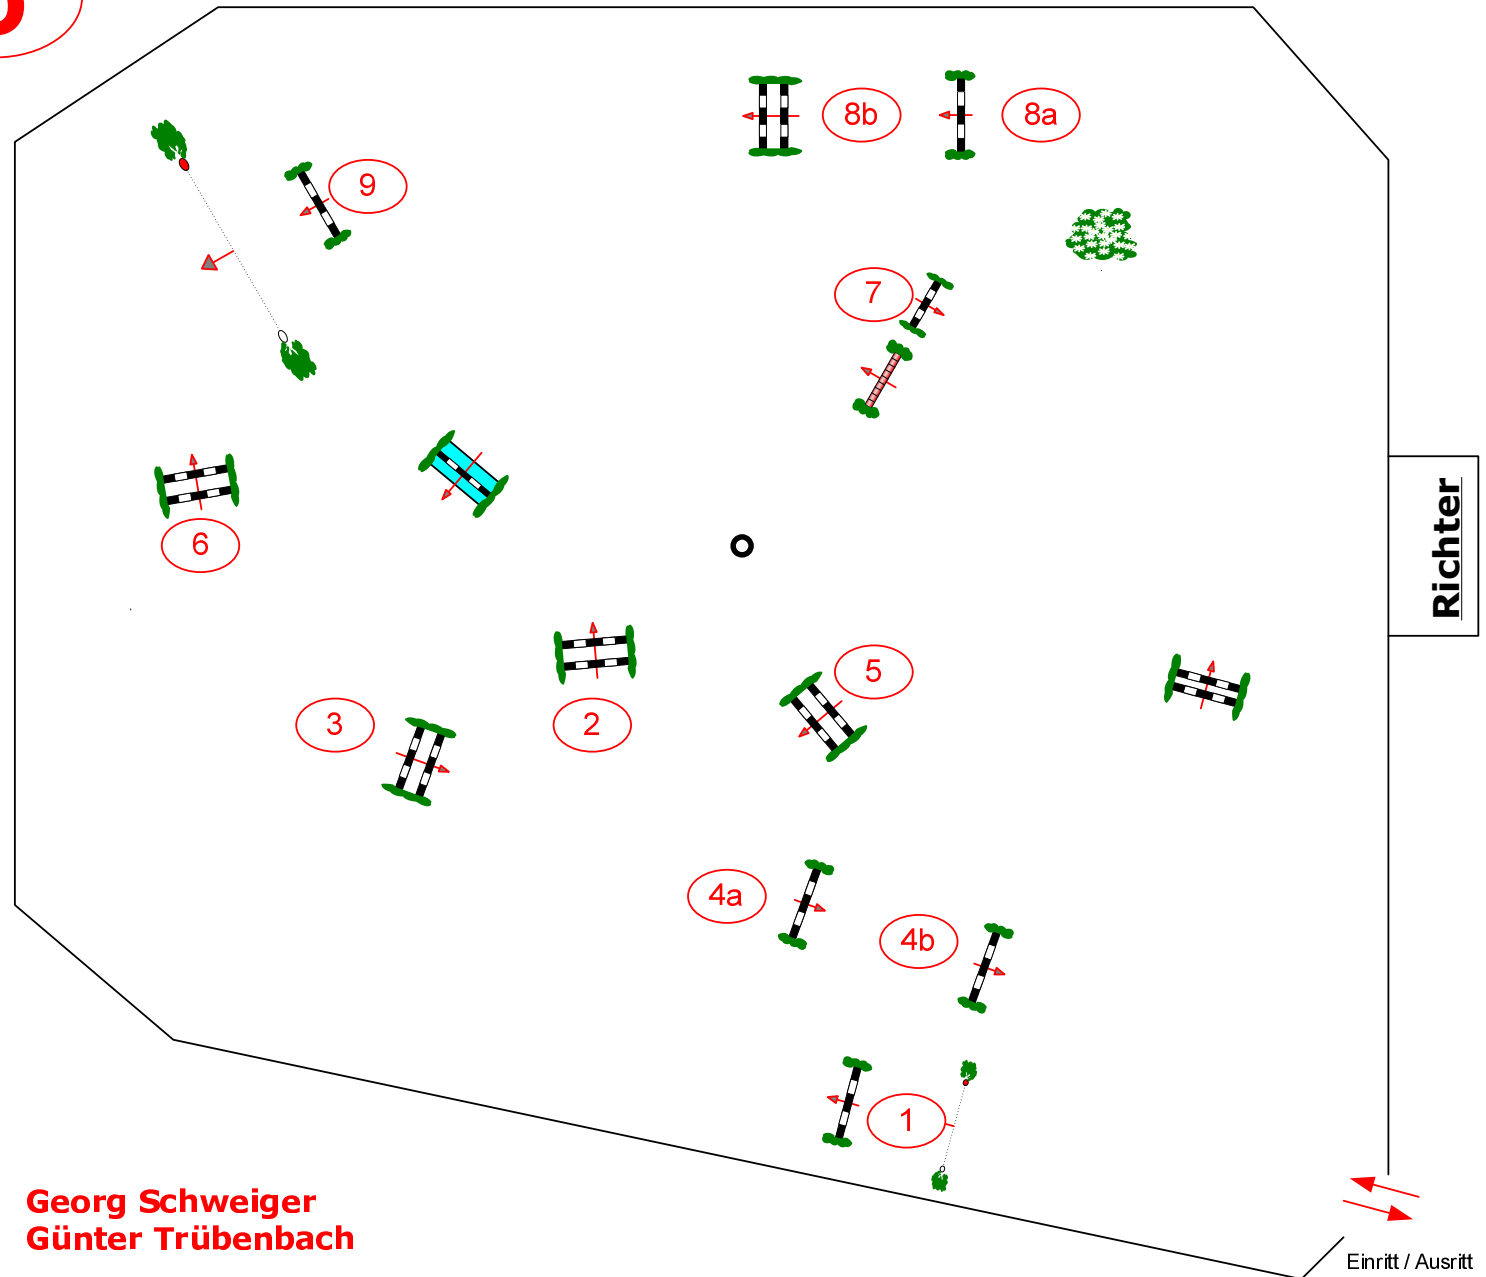 8b
8a
9
7
6
Richter
5
3
2
4a
4b
1
Georg Schweiger
Günter Trübenbach
Einritt / Ausritt